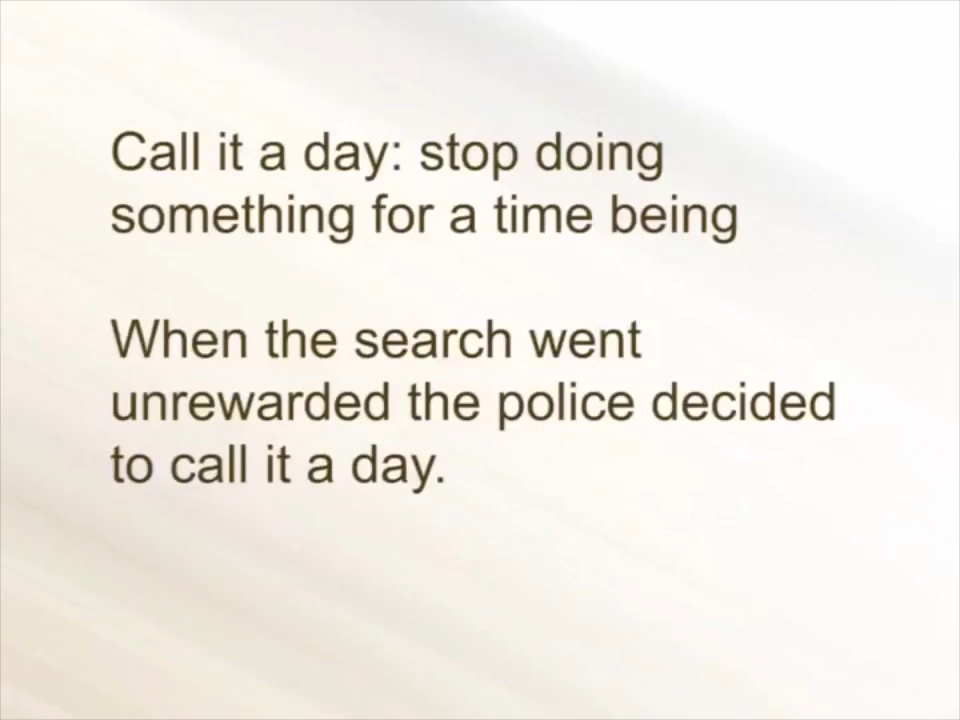 Call it a day: stop doing
something for a time being
When the search went
unrewarded the police decided
to call it a day.